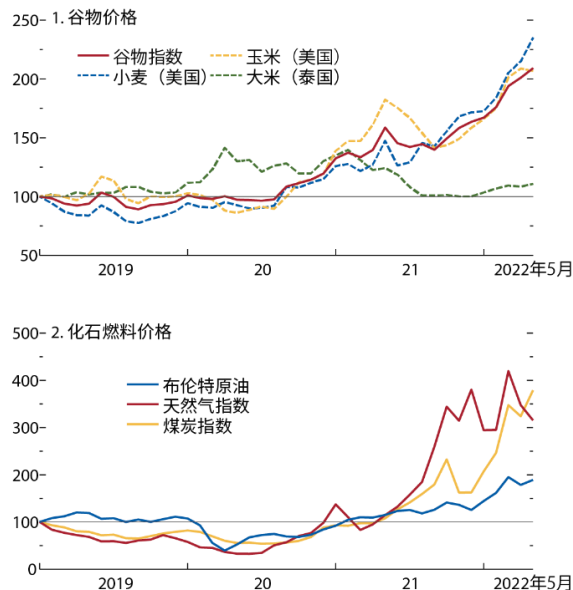 1. 谷物价格
250
200
150
100
50
谷物指数
玉米（美国）
小麦（美国）
大米（泰国）
2019
20
21
2022年5月
2. 化石燃料价格
500
400
300
200
100
0
布伦特原油
天然气指数
煤炭指数
2019
20
21
2022年5月